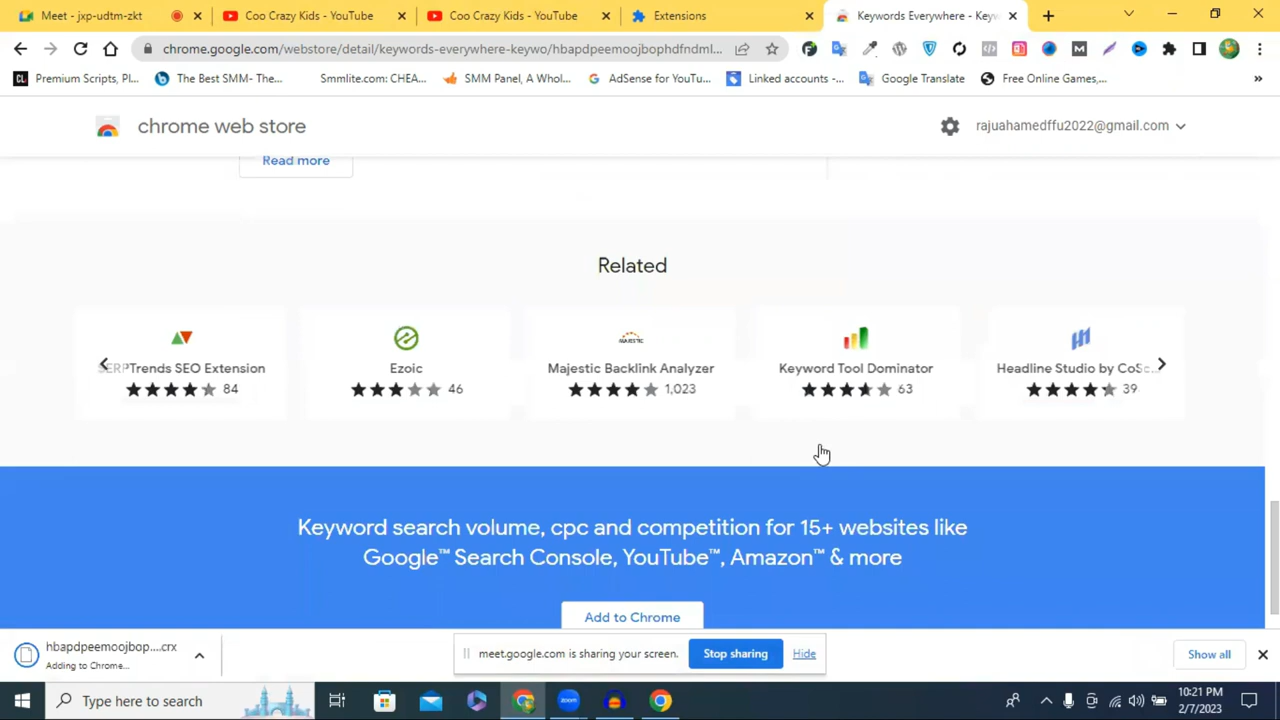 Meet - jxp-udtm-zkt
Coo Crazy Kids - YouTube
Coo Crazy Kids - YouTube
Extensions
Keywords Everywhere - Keyw
chrome.google.com/webstore/detail/keywords-everywhere-keywo/hbapdpeemoojbophdfndml...
CL Premium Scripts, Pl...
The Best SMM- The...
Smmlite.com: CHEA...
SMM Panel, A Whol...
AdSense for YouTu...
Linked accounts -...
Google Translate
Free Online Games,...
»
chrome web store
rajuahamedffu2022@gmail.com
Read more
Related
SERPTrends SEO Extension
84
Ezoic
46
MAJESTIC
Majestic Backlink Analyzer
1,023
Keyword Tool Dominator
63
Headline Studio by CoSc...
39
Keyword search volume, cpc and competition for 15+ websites like
Google™ Search Console, YouTube™, Amazon™ & more
Add to Chrome
hbapdpeemoojbop....crx
Adding to Chrome...
meet.google.com is sharing your screen.
Stop sharing
Hide
Show all
Type here to search
zoom
10:21 PM
2/7/2023